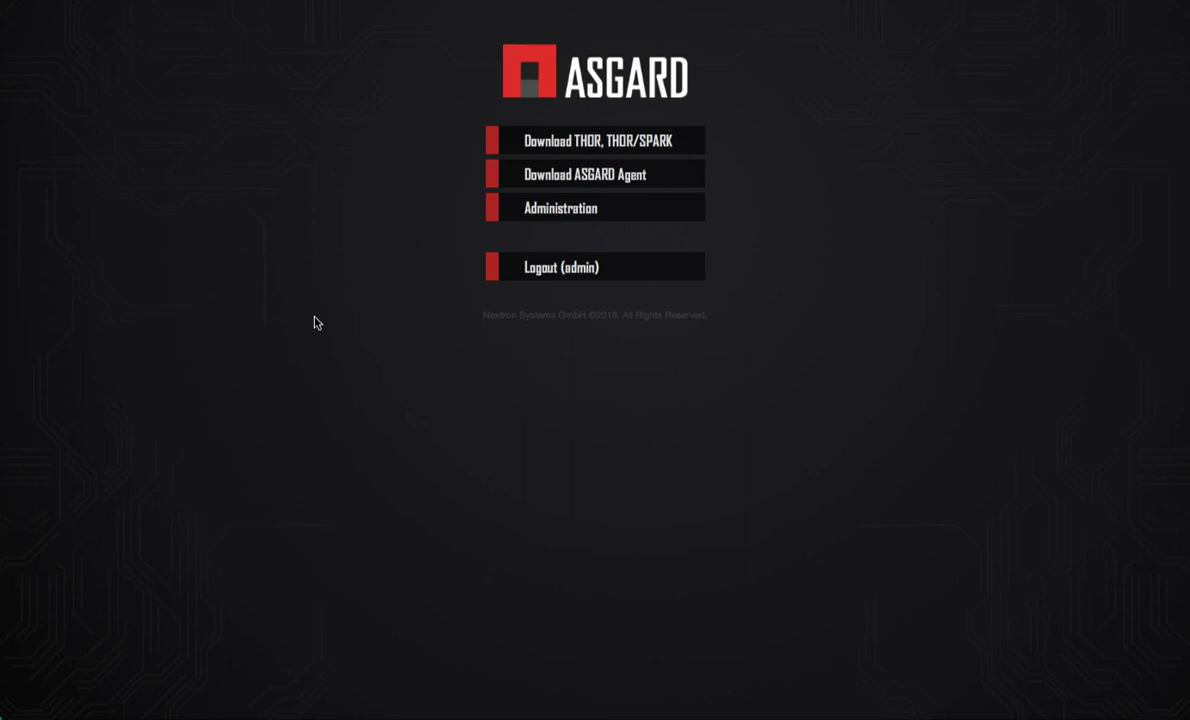 ASGARD
Download THOR, THOR/SPARK
Download ASGARD Agent
Administration
Logout (admin)
Nextron Systems GmbH ©2018. All Rights Reserved.